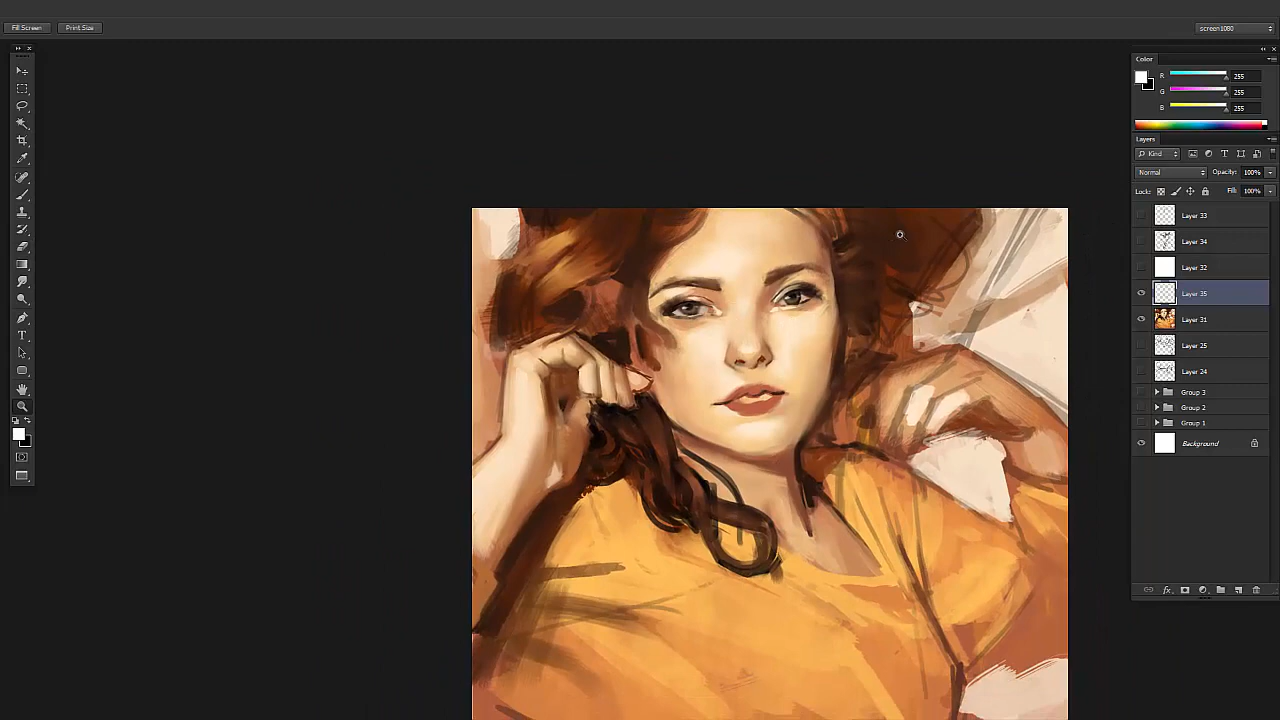 Fill Screen Print Size screen1080
Color
R 255
G 255
B 255
Layers
Kind
Normal Opacity: 100%
Lock: Fill: 100%
Layer 33
Layer 34
Layer 32
Layer 35
Layer 31
Layer 25
Layer 24
Group 3
Group 2
Group 1
Background